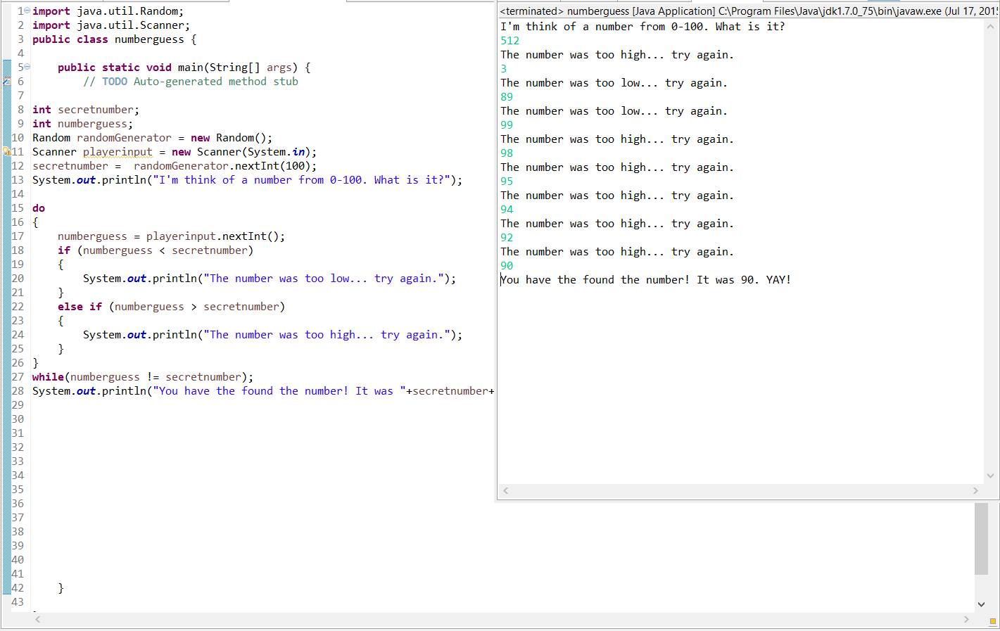 1 import java.util.Random;
2 import java.util.Scanner;
3 public class numberguess {
4
5 public static void main(String[] args) {
6 // TODO Auto-generated method stub
7
8 int secretnumber;
9 int numberguess;
10 Random randomGenerator = new Random();
11 Scanner playerinput = new Scanner(System.in);
12 secretnumber =  randomGenerator.nextInt(100);
13 System.out.println("I'm think of a number from 0-100. What is it?");
14
15 do
16 {
17 numberguess = playerinput.nextInt();
18 if (numberguess < secretnumber)
19 {
20 System.out.println("The number was too low... try again.");
21 }
22 else if (numberguess > secretnumber)
23 {
24 System.out.println("The number was too high... try again.");
25 }
26 }
27 while(numberguess != secretnumber);
28 System.out.println("You have the found the number! It was "+secretnumber+
29
30
31
32
33
34
35
36
37
38
39
40
41
42 }
43
<terminated> numberguess [Java Application] C:\Program Files\Java\jdk1.7.0_75\bin\javaw.exe (Jul 17, 2015
I'm think of a number from 0-100. What is it?
512
The number was too high... try again.
3
The number was too low... try again.
89
The number was too low... try again.
99
The number was too high... try again.
98
The number was too high... try again.
95
The number was too high... try again.
94
The number was too high... try again.
92
The number was too high... try again.
90
You have the found the number! It was 90. YAY!